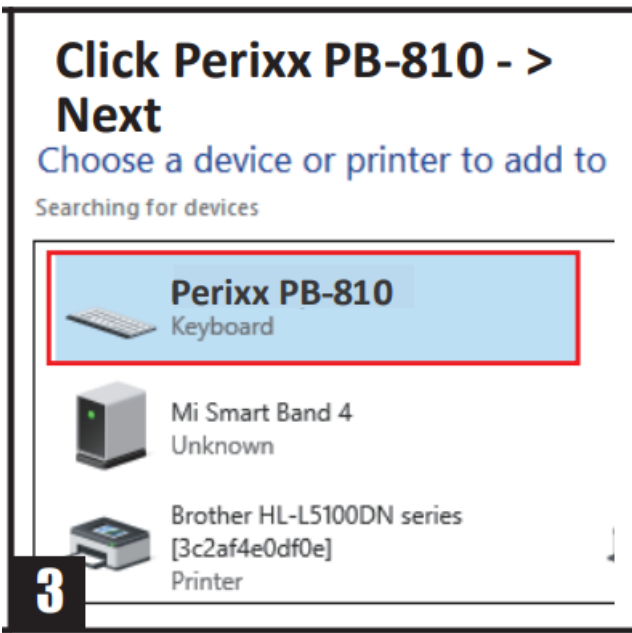 Click Perixx PB-810 - >
Next
Choose a device or printer to add to
Searching for devices
Perixx PB-810
Keyboard
Mi Smart Band 4
Unknown
Brother HL-L5100DN series
[3c2af4e0df0e]
Printer
3